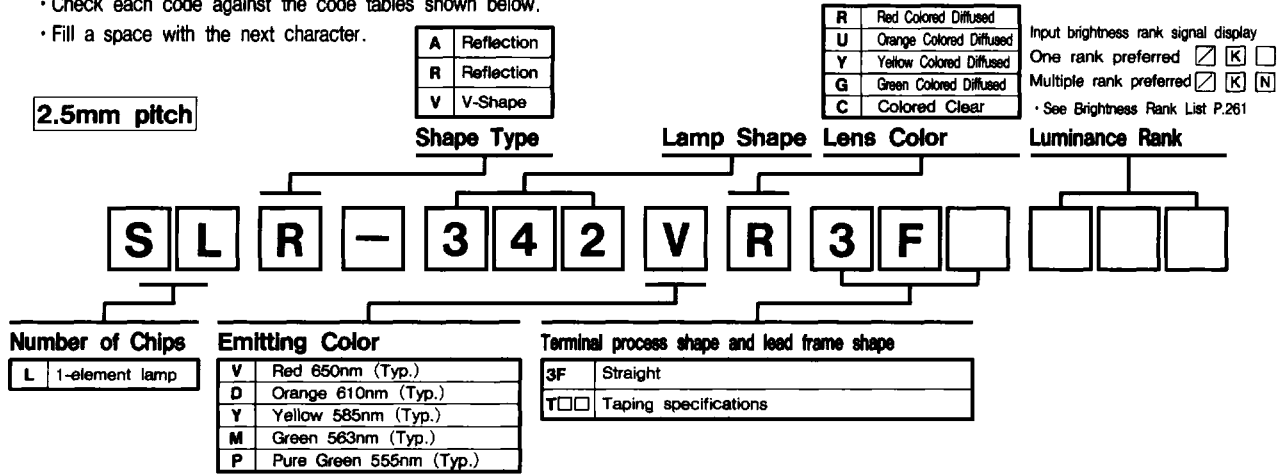 ・Check each code against the code tables shown below.
・Fill a space with the next character.
2.5mm pitch
A Reflection
R Reflection
V V-Shape
R Red Colored Diffused
U Orange Colored Diffused
Y Yellow Colored Diffused
G Green Colored Diffused
C Colored Clear
Input brightness rank signal display
One rank preferred ╱ K □
Multiple rank preferred ╱ K N
・See Brightness Rank List P.261
Shape Type Lamp Shape Lens Color Luminance Rank
S L R − 3 4 2 V R 3 F
Number of Chips
L 1-element lamp
Emitting Color
V Red 650nm (Typ.)
D Orange 610nm (Typ.)
Y Yellow 585nm (Typ.)
M Green 563nm (Typ.)
P Pure Green 555nm (Typ.)
Terminal process shape and lead frame shape
3F Straight
T□□ Taping specifications